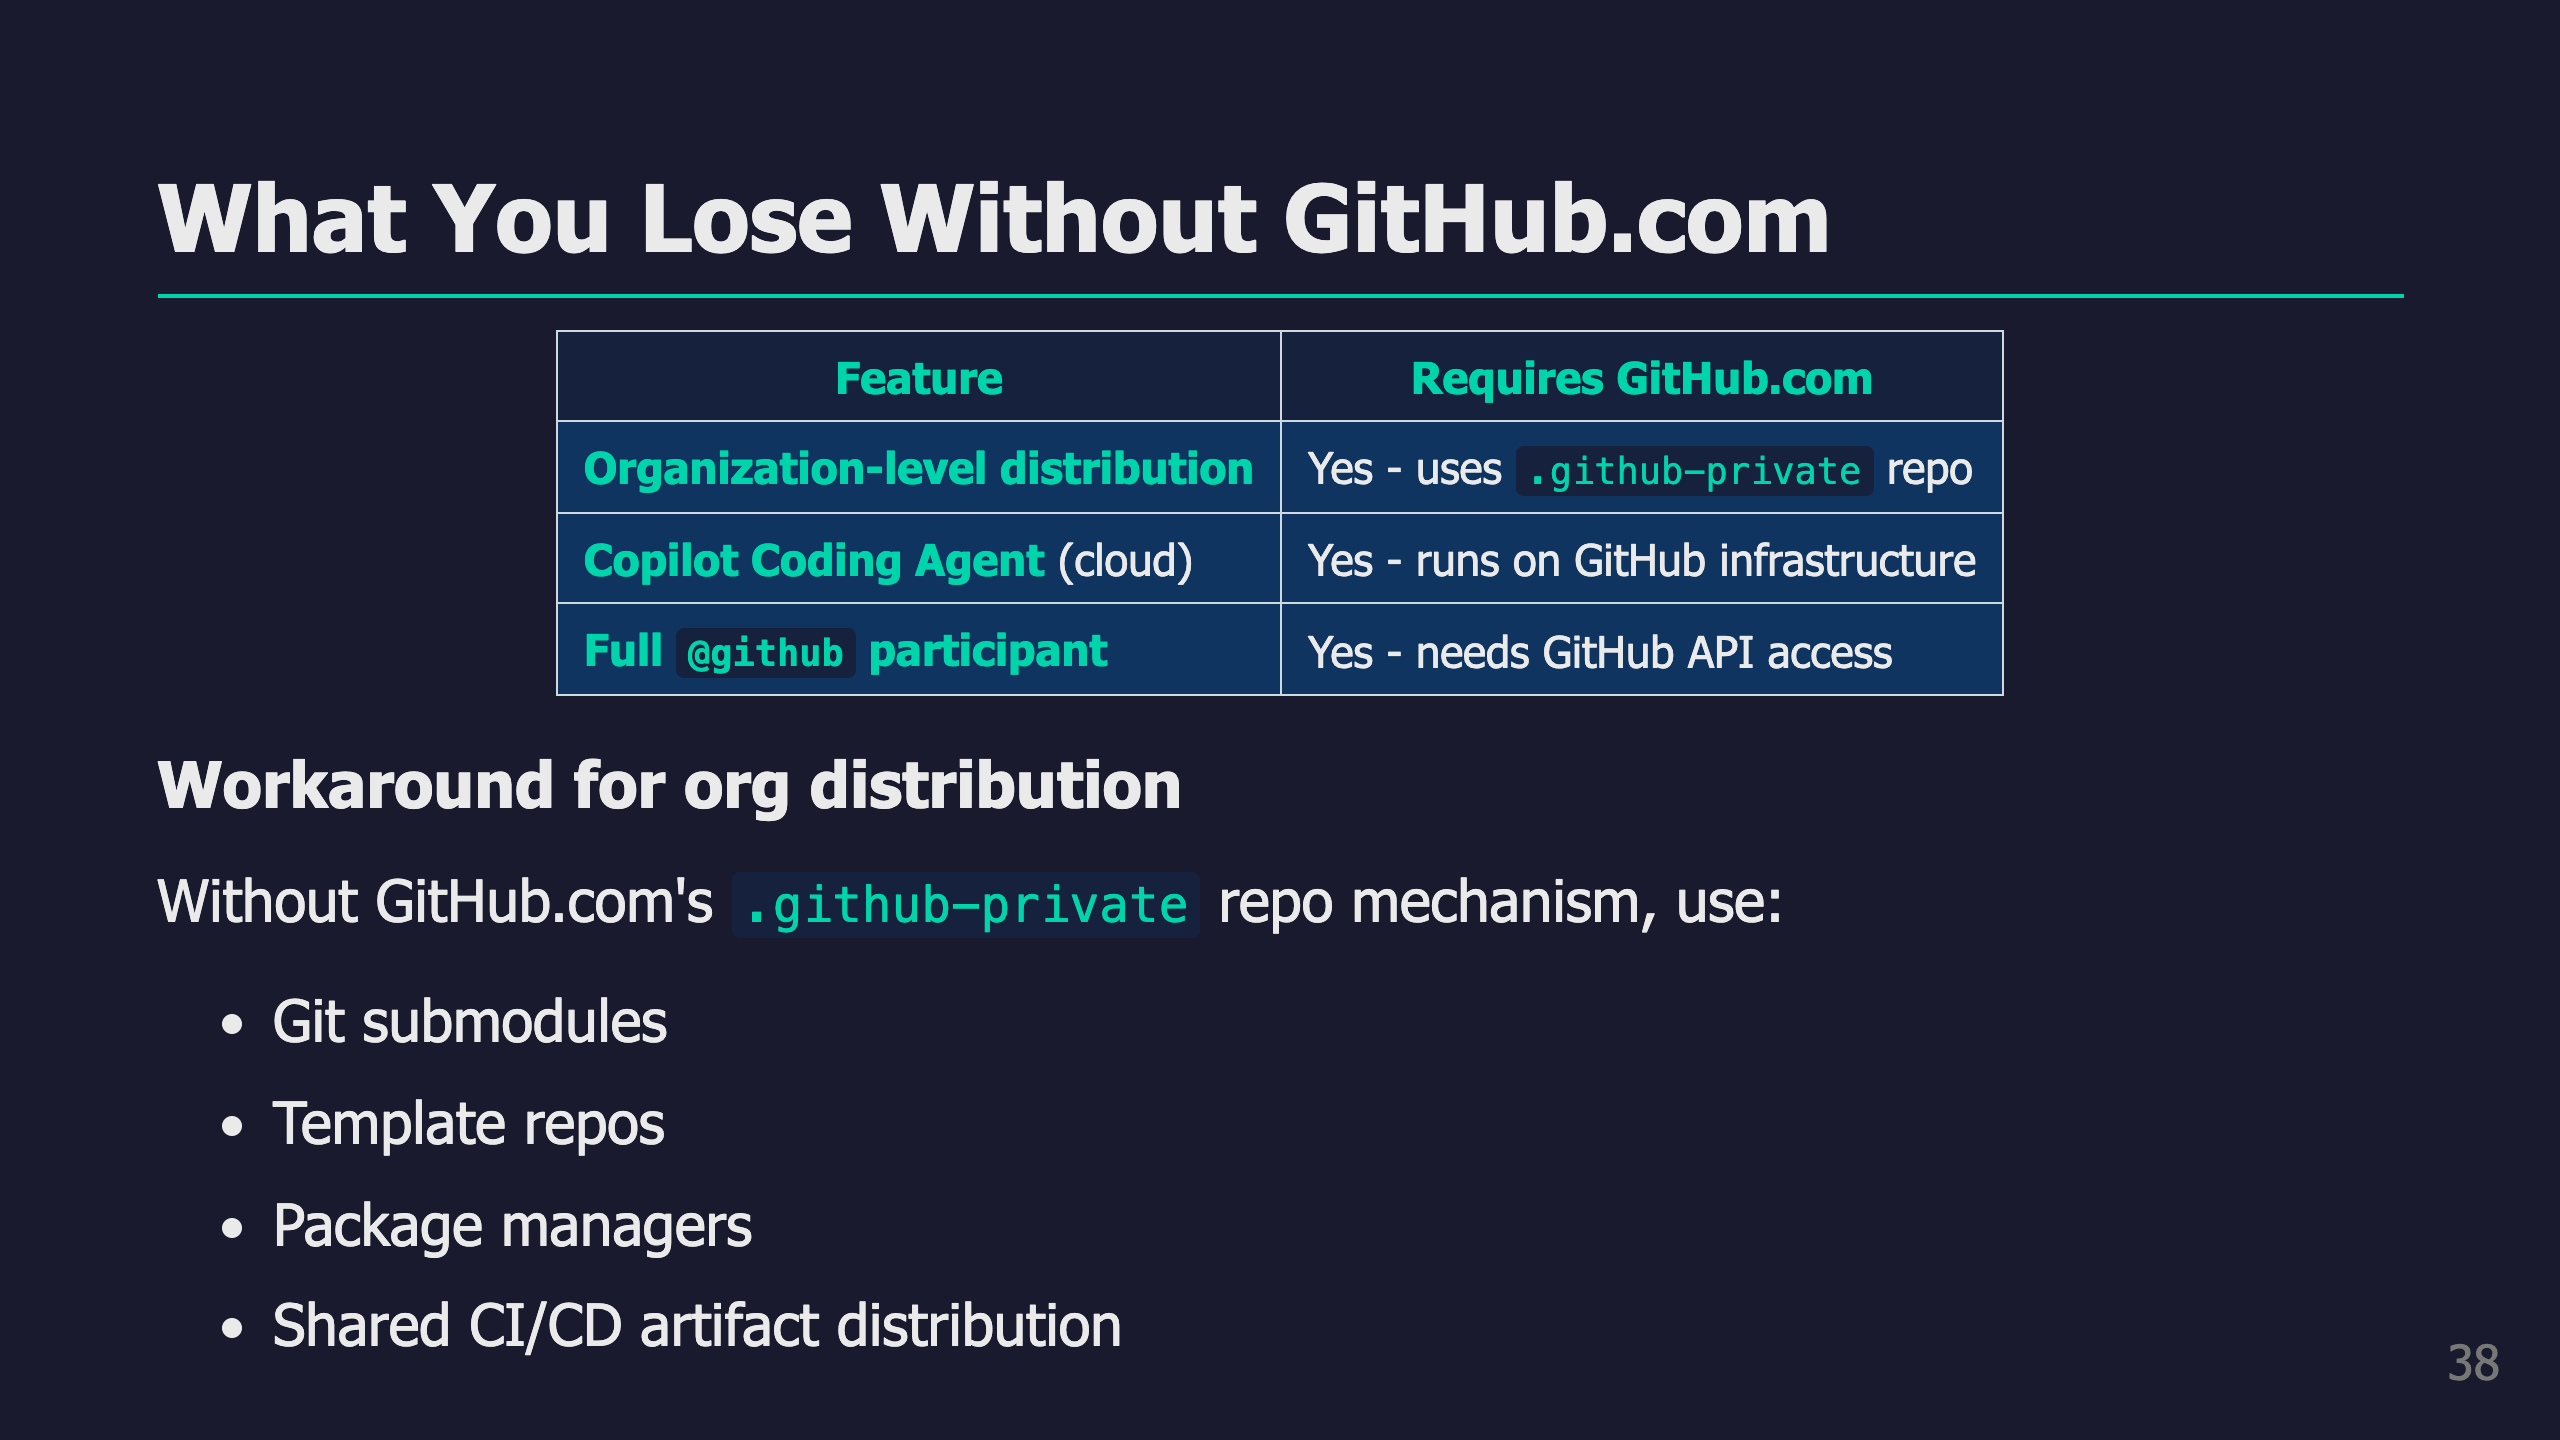 What You Lose Without GitHub.com
Feature Requires GitHub.com
Organization-level distribution Yes - uses .github-private repo
Copilot Coding Agent (cloud) Yes - runs on GitHub infrastructure
Full @github participant Yes - needs GitHub API access
Workaround for org distribution
Without GitHub.com's .github-private repo mechanism, use:
• Git submodules
• Template repos
• Package managers
• Shared CI/CD artifact distribution
38